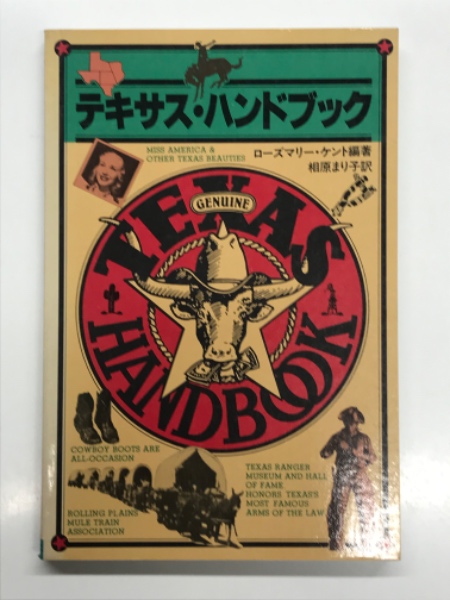 テキサス・ハンドブック
MISS AMERICA &
OTHER TEXAS BEAUTIES
ローズマリー・ケント編著
相原まり子訳
GENUINE
TEXAS
HANDBOOK
COWBOY BOOTS ARE
ALL-OCCASION
TEXAS RANGER
MUSEUM AND HALL
OF FAME
HONORS TEXAS'S
MOST FAMOUS
ARMS OF THE LAW
ROLLING PLAINS
MULE TRAIN
ASSOCIATION